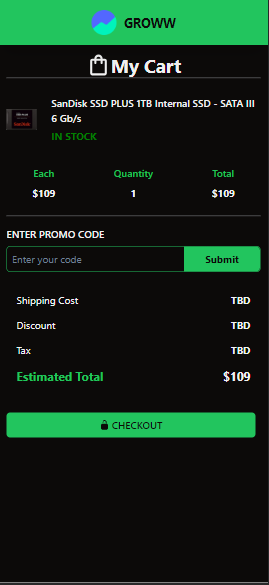 GROWW
My Cart
SanDisk SSD PLUS 1TB Internal SSD - SATA III
6 Gb/s
IN STOCK
Each Quantity Total
$109 1 $109
ENTER PROMO CODE
Enter your code Submit
Shipping Cost TBD
Discount TBD
Tax TBD
Estimated Total $109
CHECKOUT